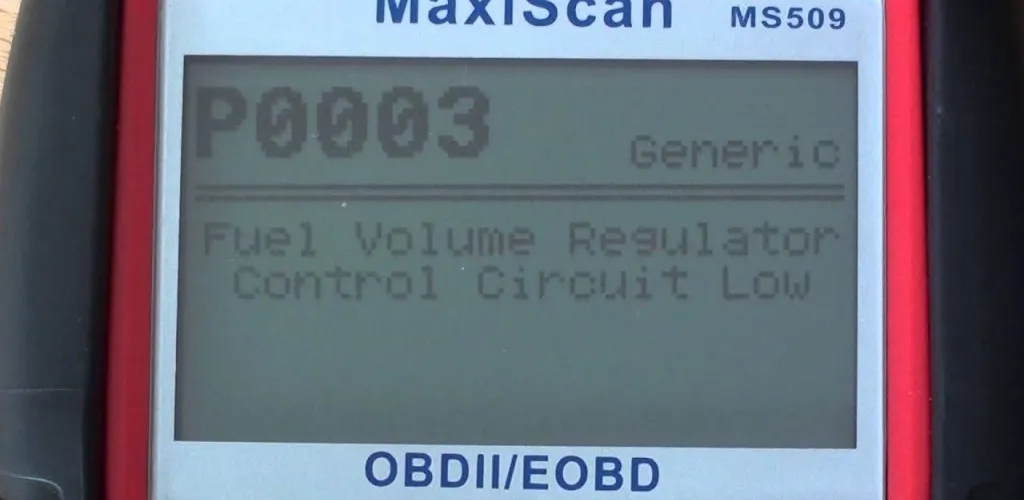 MaxiScan MS509
P0003
Generic
Fuel Volume Regulator
Control Circuit Low
OBDII/EOBD